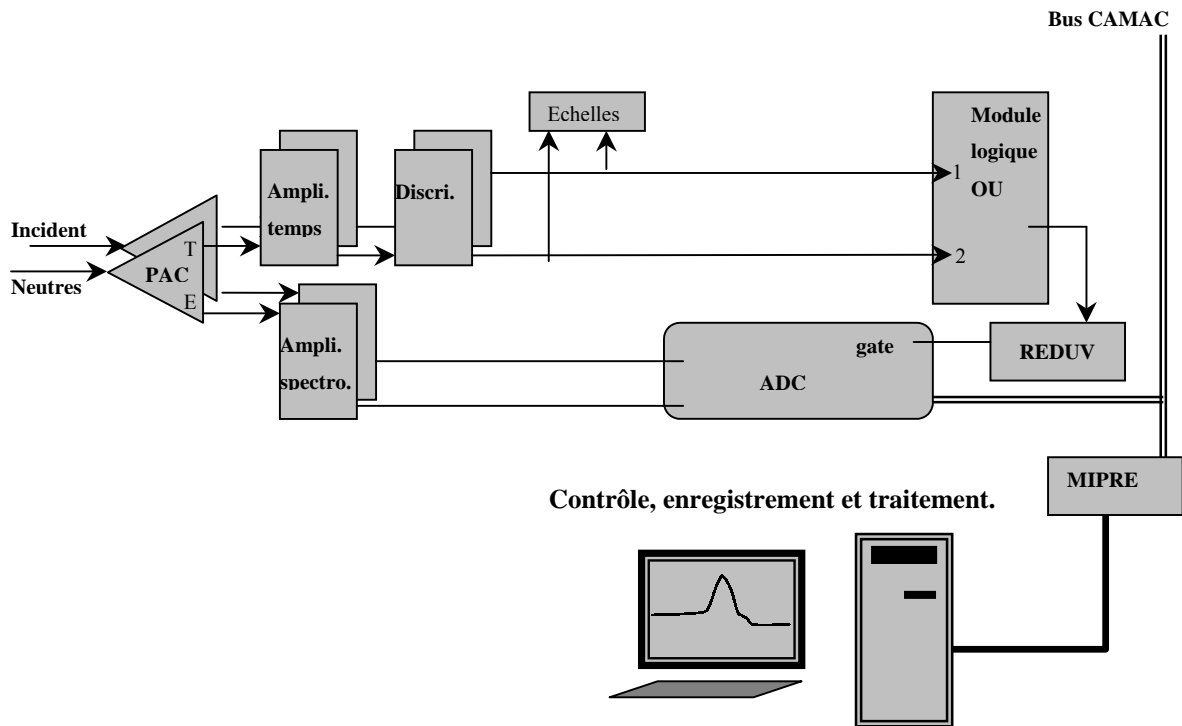 Bus CAMAC
Echelles
Module
logique
OU
1
2
Ampli.
temps
Discri.
Incident
Neutres
T
PAC
E
Ampli.
spectro.
gate
ADC
REDUV
MIPRE
Contrôle, enregistrement et traitement.